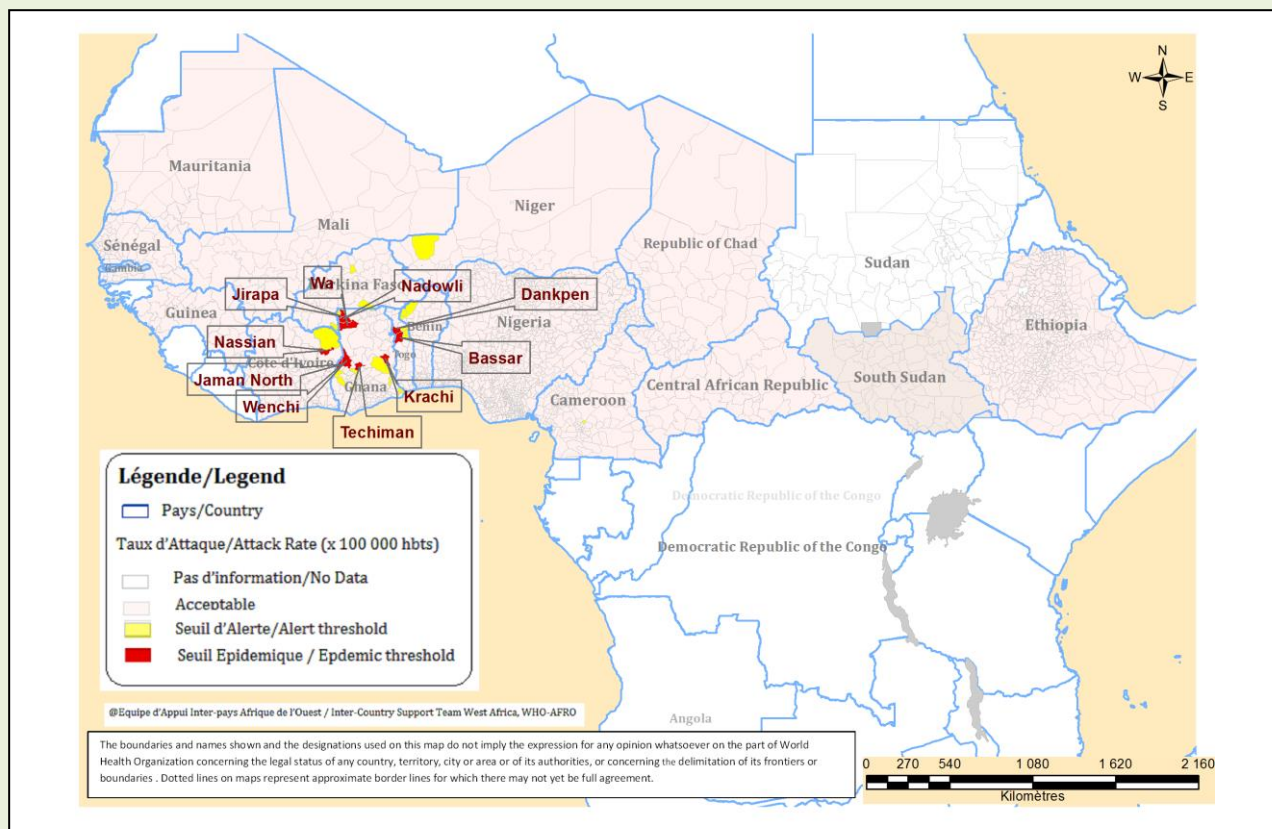 N
W E
S
Mauritania
Mali
Niger
Republic of Chad
Sudan
Sénégal
Gambia
Wa
Burkina Faso
Nadowli
Dankpen
Jirapa
Guinea
Benin
Nigeria
Ethiopia
Nassian
Togo
Bassar
Côte d'Ivoire
Jaman North
Ghana
Krachi
Central African Republic
South Sudan
Wenchi
Cameroon
Techiman
Légende/Legend
Pays/Country
Taux d'Attaque/Attack Rate (x 100 000 hbts)
Pas d'information/No Data
Acceptable
Seuil d'Alerte/Alert threshold
Seuil Epidemique / Epdemic threshold
Democratic Republic of the Congo
Democratic Republic of the Congo
Angola
@Equipe d'Appui Inter-pays Afrique de l'Ouest / Inter-Country Support Team West Africa, WHO-AFRO
The boundaries and names shown and the designations used on this map do not imply the expression for any opinion whatsoever on the part of World
Health Organization concerning the legal status of any country, territory, city or area or of its authorities, or concerning the delimitation of its frontiers or
boundaries . Dotted lines on maps represent approximate border lines for which there may not yet be full agreement.
0 270 540 1 080 1 620 2 160
Kilomètres